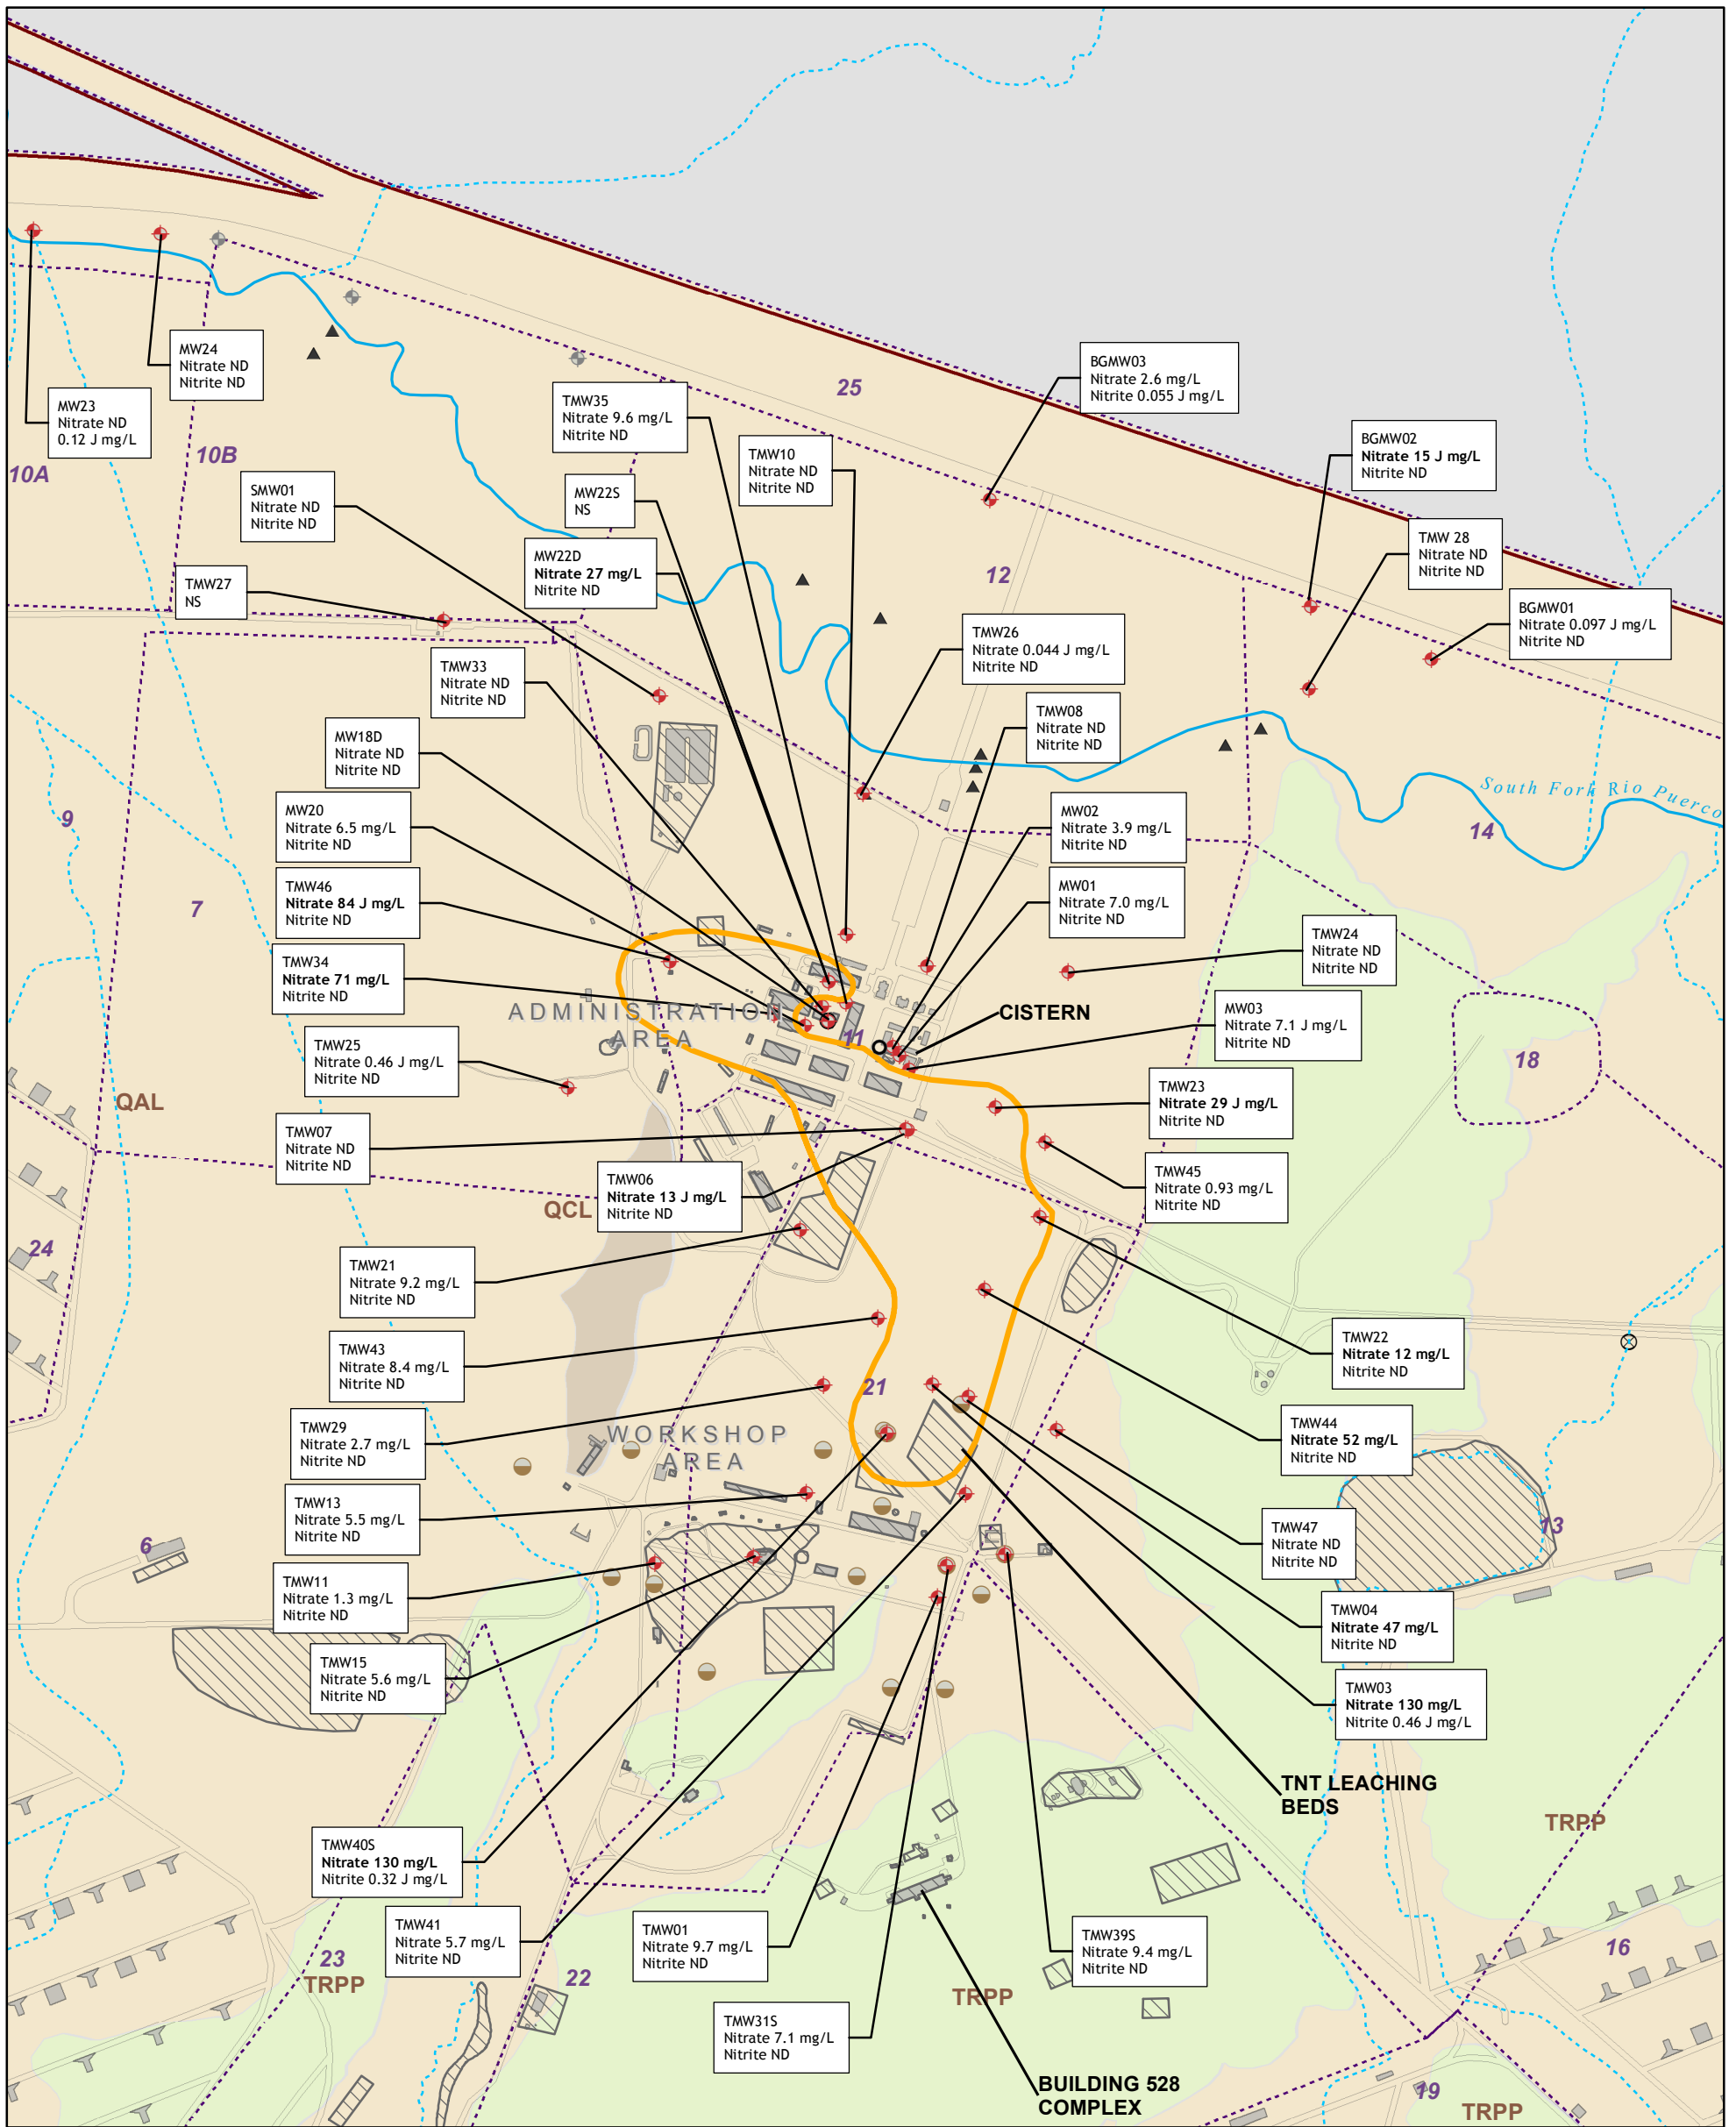 MW24
Nitrate ND
Nitrite ND
MW23
Nitrate ND
0.12 J mg/L
10A
10B
25
TMW35
Nitrate 9.6 mg/L
Nitrite ND
BGMW03
Nitrate 2.6 mg/L
Nitrite 0.055 J mg/L
TMW10
Nitrate ND
Nitrite ND
BGMW02
Nitrate 15 J mg/L
Nitrite ND
SMW01
Nitrate ND
Nitrite ND
MW22S
NS
TMW 28
Nitrate ND
Nitrite ND
MW22D
Nitrate 27 mg/L
Nitrite ND
12
TMW27
NS
BGMW01
Nitrate 0.097 J mg/L
Nitrite ND
TMW26
Nitrate 0.044 J mg/L
Nitrite ND
TMW33
Nitrate ND
Nitrite ND
TMW08
Nitrate ND
Nitrite ND
MW18D
Nitrate ND
Nitrite ND
South Fork Rio Puerco
14
9
MW20
Nitrate 6.5 mg/L
Nitrite ND
MW02
Nitrate 3.9 mg/L
Nitrite ND
7
TMW46
Nitrate 84 J mg/L
Nitrite ND
MW01
Nitrate 7.0 mg/L
Nitrite ND
TMW24
Nitrate ND
Nitrite ND
TMW34
Nitrate 71 mg/L
Nitrite ND
ADMINISTRATION
AREA
11
CISTERN
MW03
Nitrate 7.1 J mg/L
Nitrite ND
18
TMW25
Nitrate 0.46 J mg/L
Nitrite ND
QAL
TMW23
Nitrate 29 J mg/L
Nitrite ND
TMW07
Nitrate ND
Nitrite ND
TMW06
Nitrate 13 J mg/L
Nitrite ND
QCL
TMW45
Nitrate 0.93 mg/L
Nitrite ND
24
TMW21
Nitrate 9.2 mg/L
Nitrite ND
TMW43
Nitrate 8.4 mg/L
Nitrite ND
TMW22
Nitrate 12 mg/L
Nitrite ND
21
TMW29
Nitrate 2.7 mg/L
Nitrite ND
WORKSHOP
AREA
TMW44
Nitrate 52 mg/L
Nitrite ND
TMW13
Nitrate 5.5 mg/L
Nitrite ND
6
13
TMW47
Nitrate ND
Nitrite ND
TMW11
Nitrate 1.3 mg/L
Nitrite ND
TMW04
Nitrate 47 mg/L
Nitrite ND
TMW15
Nitrate 5.6 mg/L
Nitrite ND
TMW03
Nitrate 130 mg/L
Nitrite 0.46 J mg/L
TNT LEACHING
BEDS
TRPP
TMW40S
Nitrate 130 mg/L
Nitrite 0.32 J mg/L
TMW41
Nitrate 5.7 mg/L
Nitrite ND
TMW01
Nitrate 9.7 mg/L
Nitrite ND
TMW39S
Nitrate 9.4 mg/L
Nitrite ND
16
23
TRPP
22
TRPP
TMW31S
Nitrate 7.1 mg/L
Nitrite ND
BUILDING 528
COMPLEX
19
TRPP